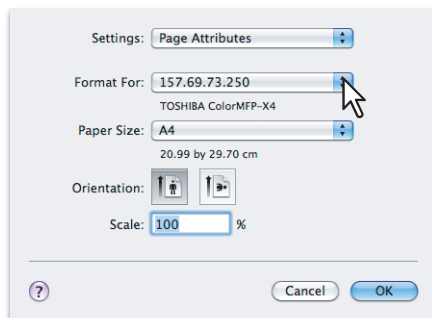 Settings: Page Attributes
Format For: 157.69.73.250
TOSHIBA ColorMFP-X4
Paper Size: A4
20.99 by 29.70 cm
Orientation:
Scale: 100 %
? Cancel OK